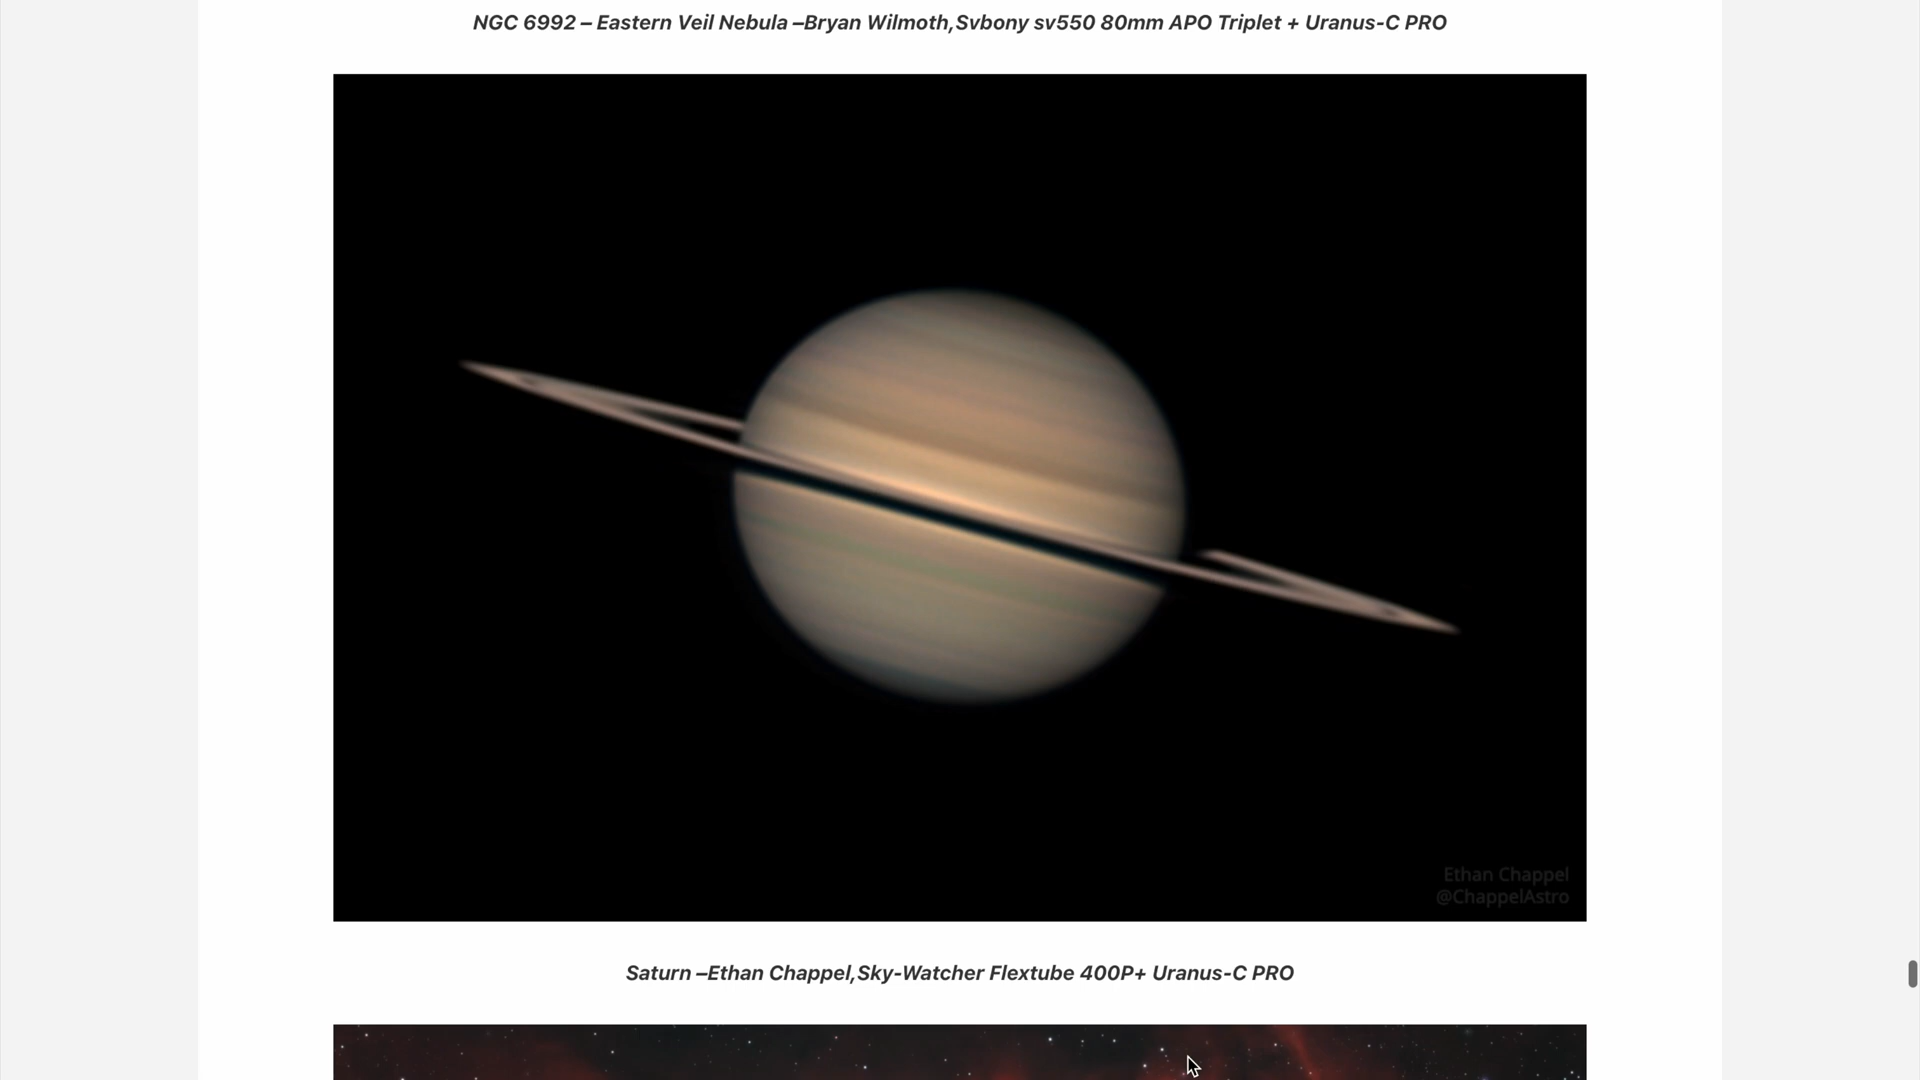 NGC 6992 – Eastern Veil Nebula –Bryan Wilmoth,Svbony sv550 80mm APO Triplet + Uranus-C PRO
Ethan Chappel
@ChappelAstro
Saturn –Ethan Chappel,Sky-Watcher Flextube 400P+ Uranus-C PRO